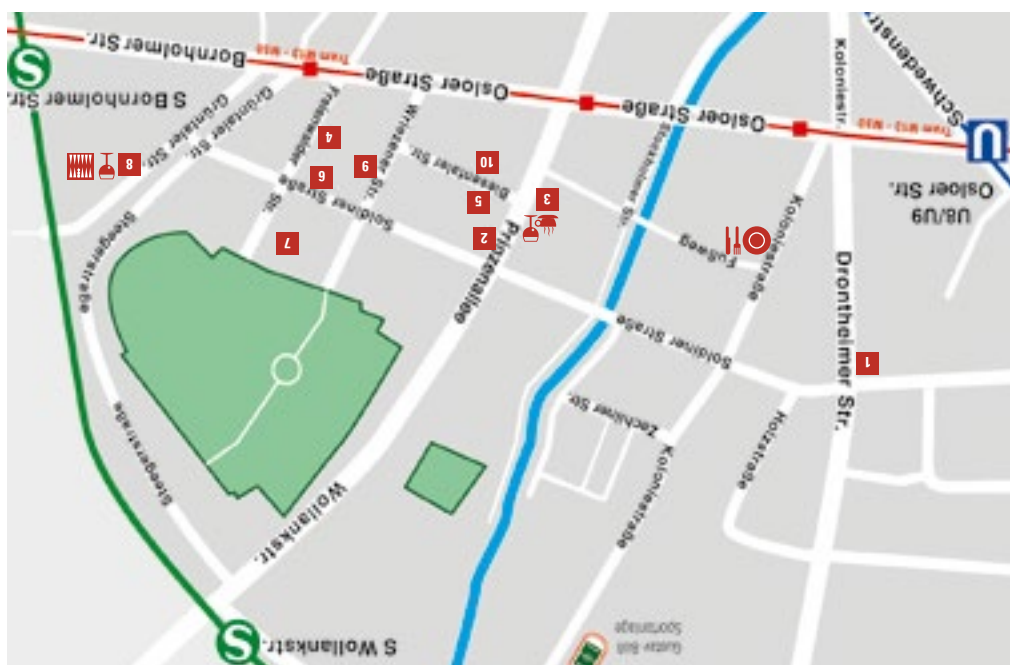 Gustav Böß
Sportanlage
S Wollankstr.
S
Wollankstr.
Koloniestraße
Steegerstraße
Holzstraße
Zechliner Str.
1
Drontheimer Str.
Soldiner Straße
Prinzenallee
Steegerstraße
Fußweg
Koloniestraße
7
2
3
5
Soldiner Straße
Stockholmer Str.
U8/U9
Osloer Str.
6
9
10
8
Biesentaler Str.
Wriezener Str.
Freienwalder Str.
4
Grüntaler Str.
Grüntaler Str.
U
Tram M13 - M50
Osloer Straße
Osloer Straße
S Bornholmer Str.
Schwedenstr.
Koloniestr.
S
Tram M13 - M50
Bornholmer Str.